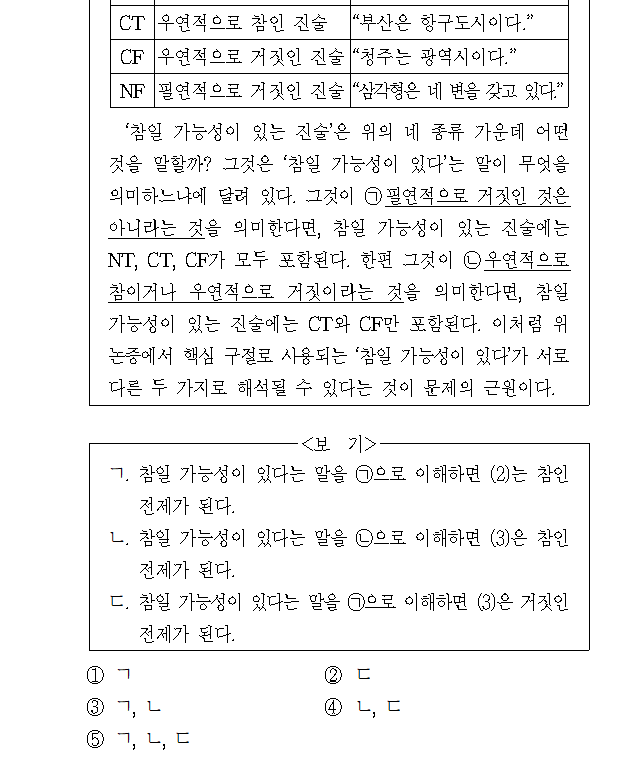 CT 우연적으로 참인 진술 “부산은 항구도시이다.”
CF 우연적으로 거짓인 진술 “청주는 광역시이다.”
NF 필연적으로 거짓인 진술 “삼각형은 네 변을 갖고 있다.”
‘참일 가능성이 있는 진술’은 위의 네 종류 가운데 어떤
것을 말할까? 그것은 ‘참일 가능성이 있다’는 말이 무엇을
의미하느냐에 달려 있다. 그것이 ㉠필연적으로 거짓인 것은
아니라는 것을 의미한다면, 참일 가능성이 있는 진술에는
NT, CT, CF가 모두 포함된다. 한편 그것이 ㉡우연적으로
참이거나 우연적으로 거짓이라는 것을 의미한다면, 참일
가능성이 있는 진술에는 CT와 CF만 포함된다. 이처럼 위
논증에서 핵심 구절로 사용되는 ‘참일 가능성이 있다’가 서로
다른 두 가지로 해석될 수 있다는 것이 문제의 근원이다.
<보 기>
ㄱ. 참일 가능성이 있다는 말을 ㉠으로 이해하면 (2)는 참인
전제가 된다.
ㄴ. 참일 가능성이 있다는 말을 ㉡으로 이해하면 (3)은 참인
전제가 된다.
ㄷ. 참일 가능성이 있다는 말을 ㉠으로 이해하면 (3)은 거짓인
전제가 된다.
① ㄱ ② ㄷ
③ ㄱ, ㄴ ④ ㄴ, ㄷ
⑤ ㄱ, ㄴ, ㄷ